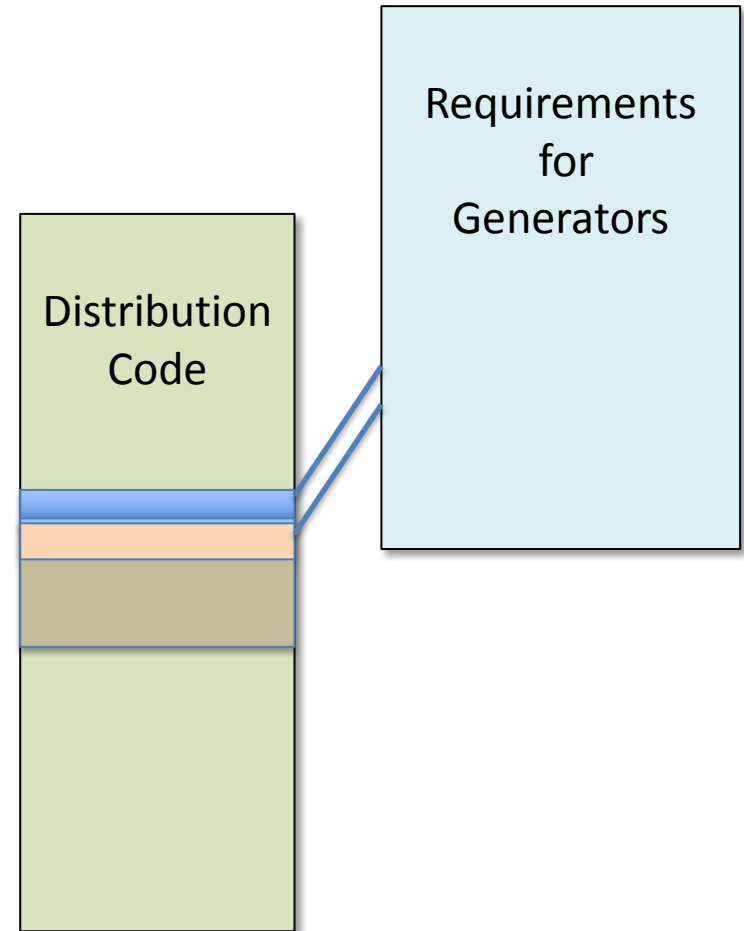 Requirements
for
Generators
Distribution
Code